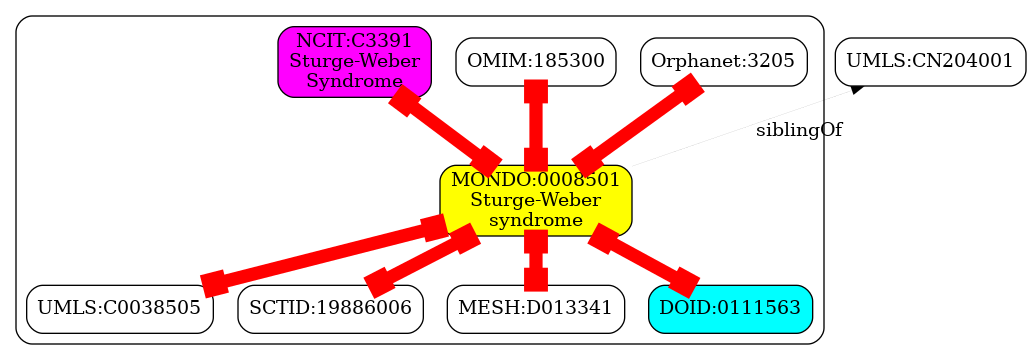 NCIT:C3391
Sturge-Weber
Syndrome
OMIM:185300
Orphanet:3205
UMLS:CN204001
siblingOf
MONDO:0008501
Sturge-Weber
syndrome
UMLS:C0038505
SCTID:19886006
MESH:D013341
DOID:0111563